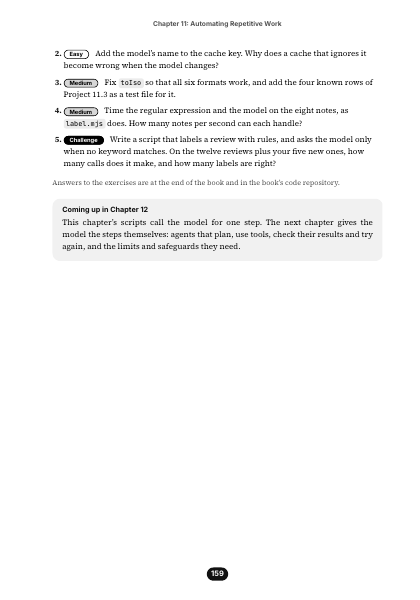 Chapter 11: Automating Repetitive Work
2. Easy Add the model's name to the cache key. Why does a cache that ignores it
become wrong when the model changes?
3. Medium Fix toIso so that all six formats work, and add the four known rows of
Project 11.3 as a test file for it.
4. Medium Time the regular expression and the model on the eight notes, as
label.mjs does. How many notes per second can each handle?
5. Challenge Write a script that labels a review with rules, and asks the model only
when no keyword matches. On the twelve reviews plus your five new ones, how
many calls does it make, and how many labels are right?
Answers to the exercises are at the end of the book and in the book's code repository.
Coming up in Chapter 12
This chapter's scripts call the model for one step. The next chapter gives the
model the steps themselves: agents that plan, use tools, check their results and try
again, and the limits and safeguards they need.
159